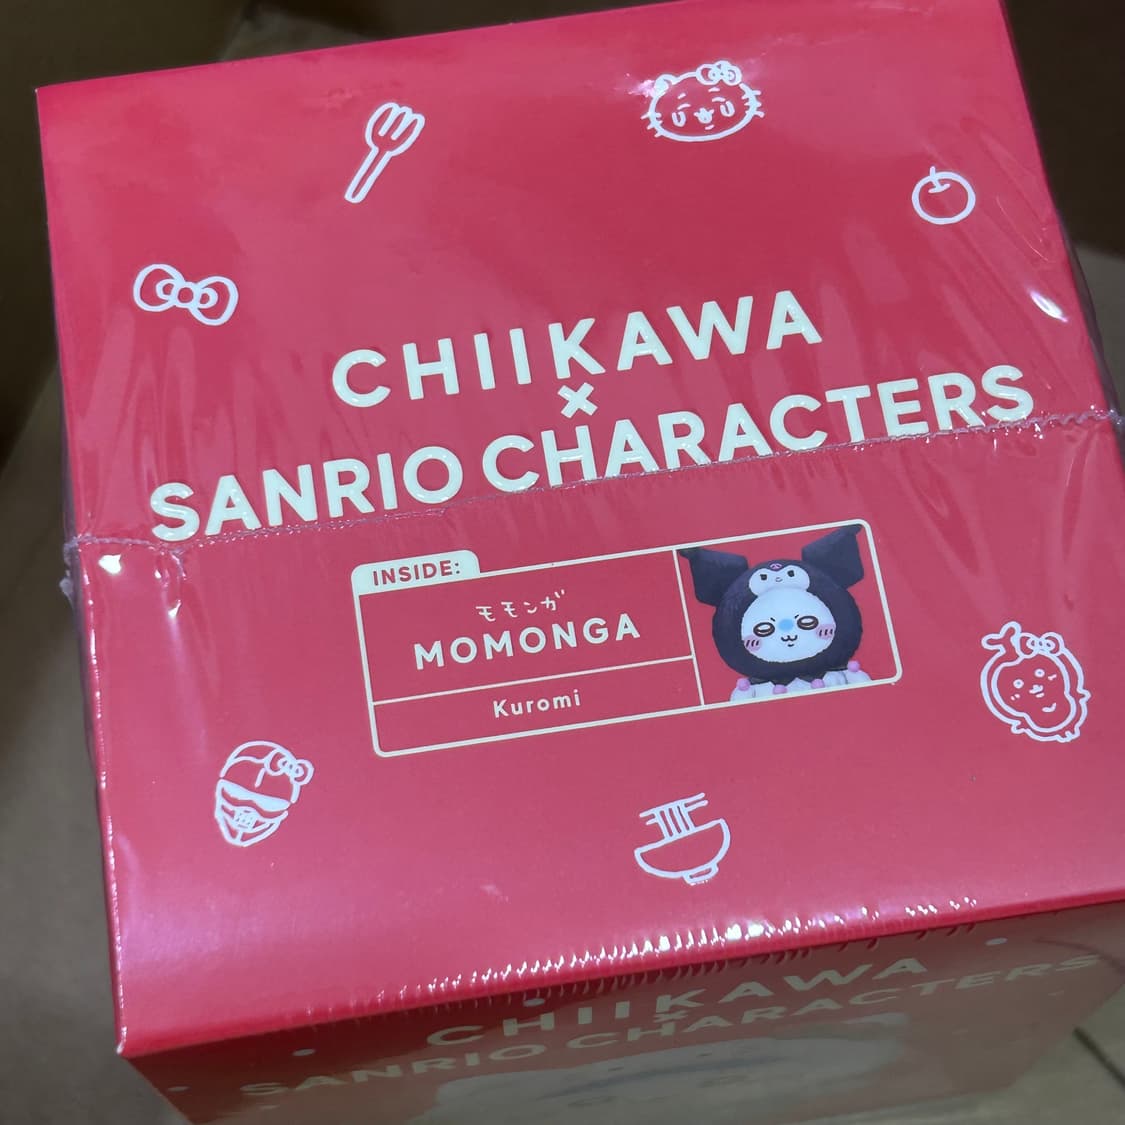 CHIIKAWA
×
SANRIO CHARACTERS
INSIDE:
モモンガ
MOMONGA
Kuromi
CHIIKAWA
×
SANRIO CHARACTERS